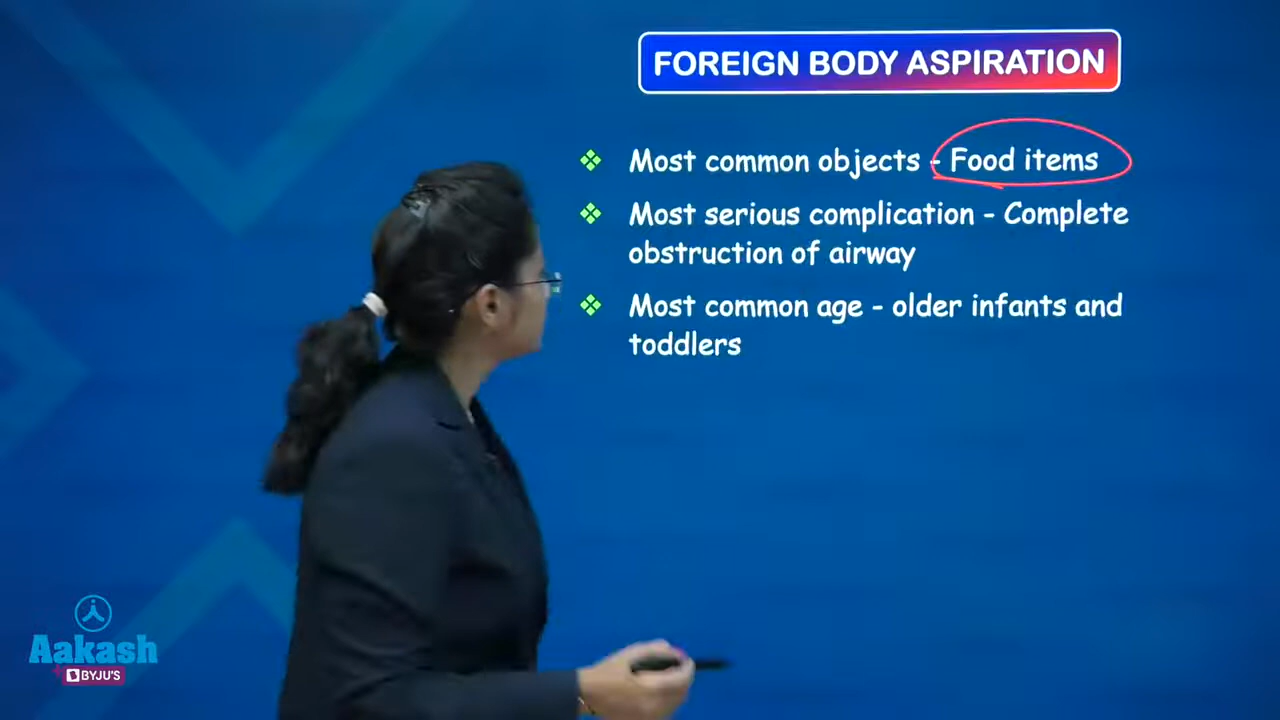 FOREIGN BODY ASPIRATION
Most common objects - Food items
Most serious complication - Complete
obstruction of airway
Most common age - older infants and
toddlers
Aakash
BYJU'S